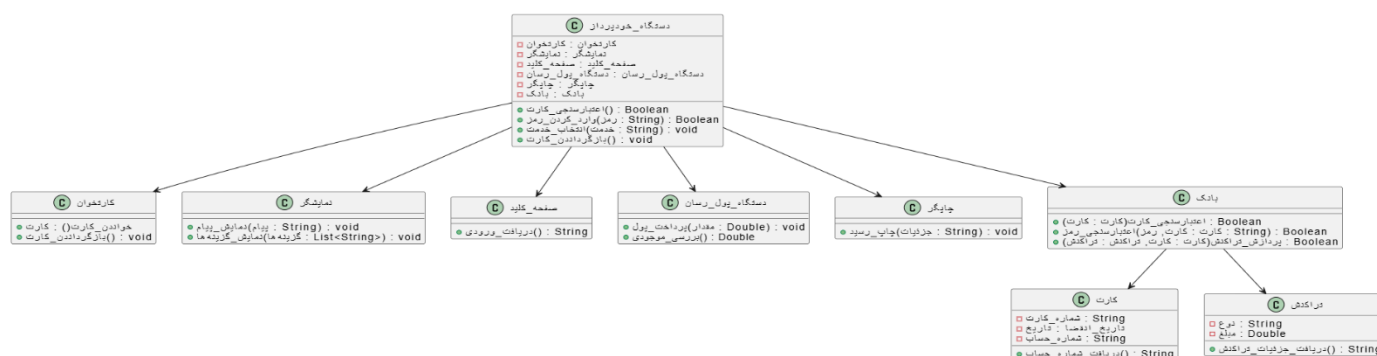 C دستگاه_خودپرداز
کارتخوان : کارتخوان
نمایشگر : نمایشگر
صفحه_کلید : صفحه_کلید
دستگاه_پول_رسان : دستگاه_پول_رسان
چاپگر : چاپگر
بانک : بانک
اعتبارسنجی_کارت() : Boolean
وارد_کردن_رمز(رمز : String) : Boolean
انتخاب_خدمت(خدمت : String) : void
بازگرداندن_کارت() : void
C کارتخوان
خواندن_کارت() : کارت
بازگرداندن_کارت() : void
C نمایشگر
نمایش_پیام(پیام : String) : void
نمایش_گزینه‌ها(گزینه‌ها : List<String>) : void
C صفحه_کلید
دریافت_ورودی() : String
C دستگاه_پول_رسان
پرداخت_پول(مقدار : Double) : void
بررسی_موجودی() : Double
C چاپگر
چاپ_رسید(جزئیات : String) : void
C بانک
اعتبارسنجی_کارت(کارت : کارت) : Boolean
اعتبارسنجی_رمز(کارت : کارت, رمز : String) : Boolean
پردازش_تراکنش(کارت : کارت, تراکنش : تراکنش) : Boolean
C کارت
شماره_کارت : String
تاریخ_انقضا : تاریخ
شماره_حساب : String
دریافت_شماره_حساب() : String
C تراکنش
نوع : String
مبلغ : Double
دریافت_جزئیات_تراکنش() : String